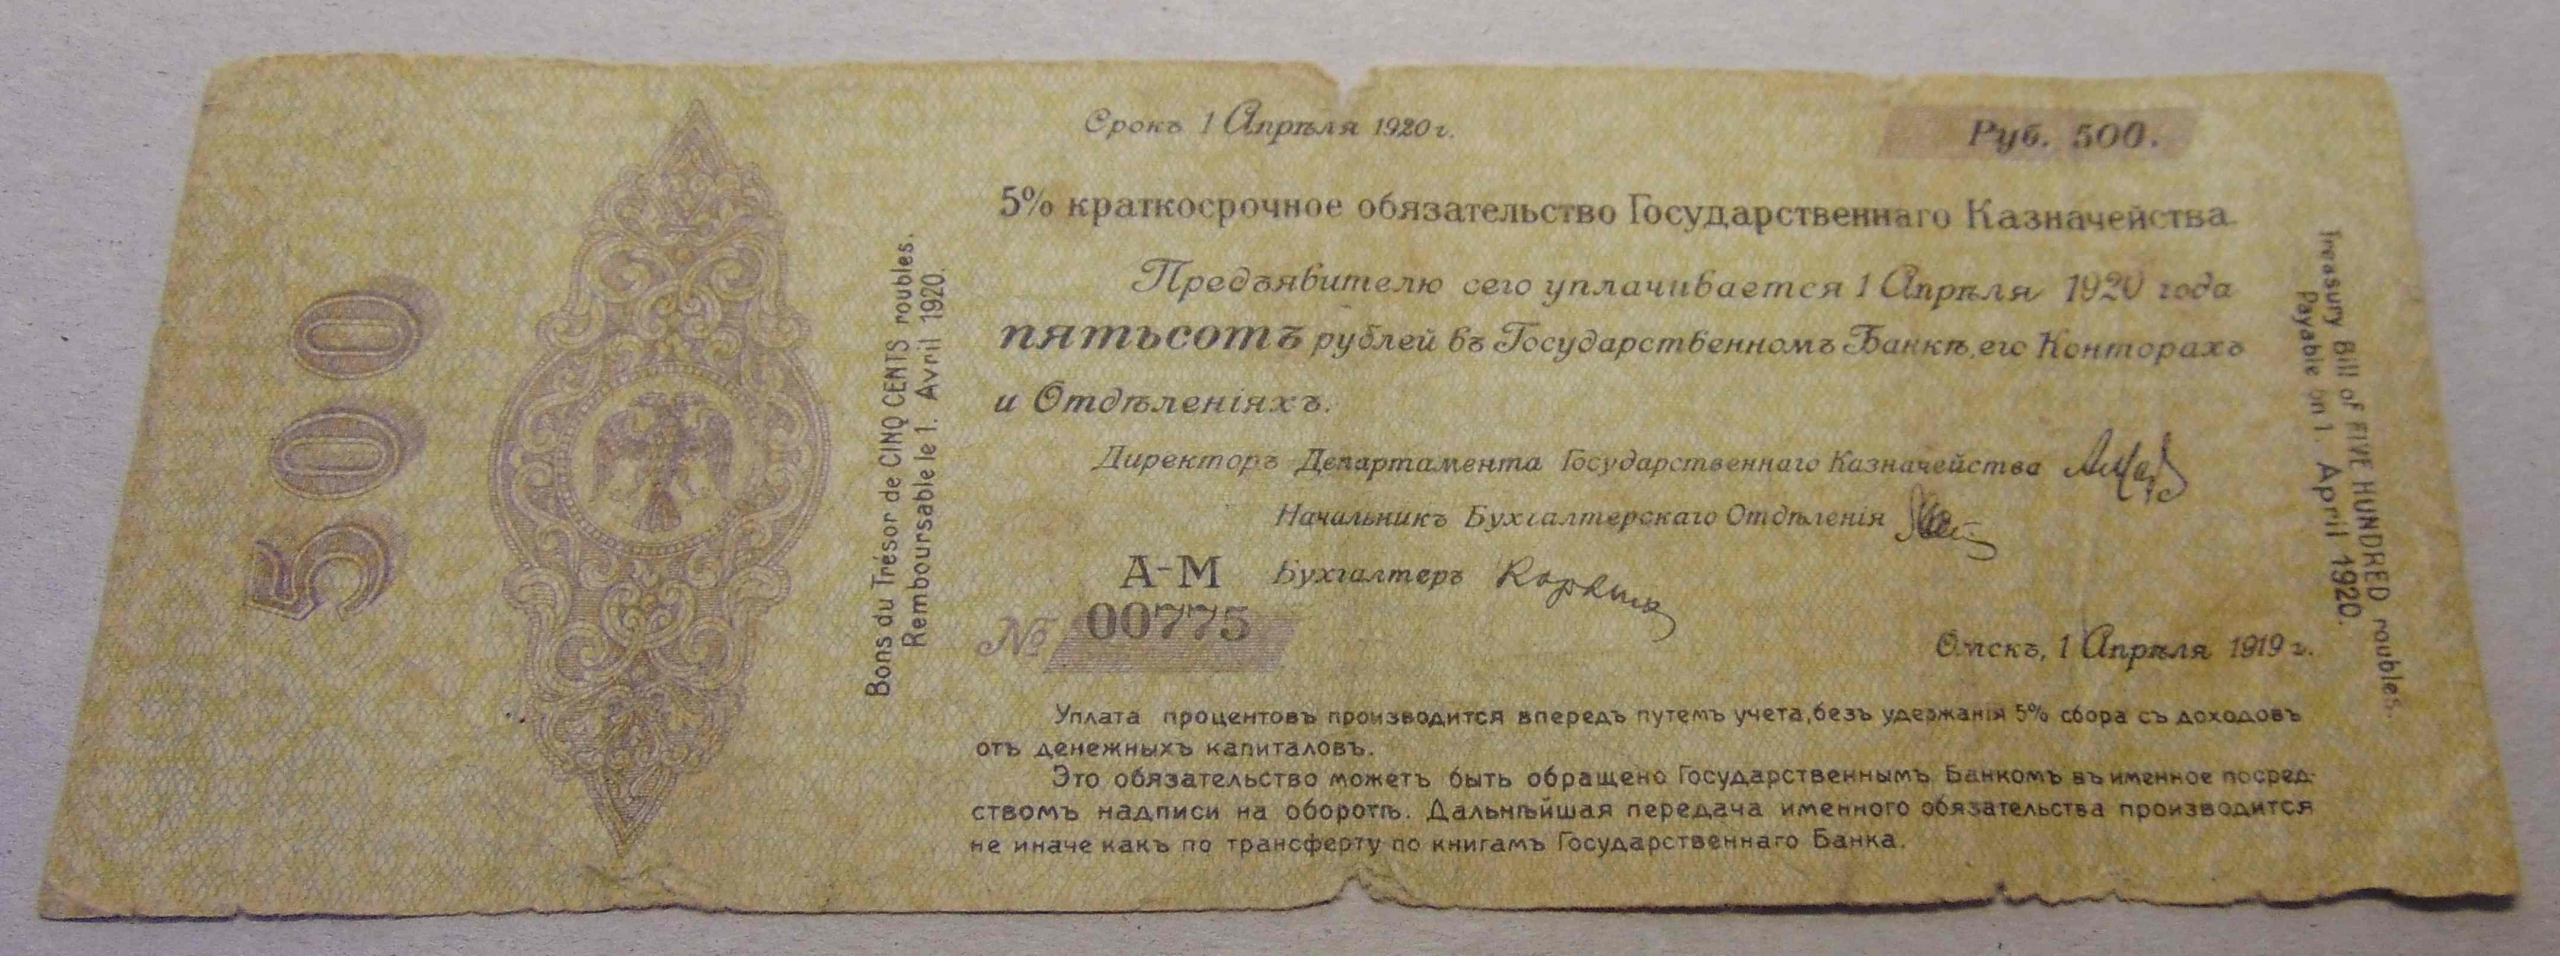 500
Bons du Trésor de CINQ CENTS roubles.
Remboursable le 1. Avril 1920.
Срокъ 1 Апрѣля 1920 г.
Руб. 500.
5% краткосрочное обязательство Государственнаго Казначейства
Предъявителю сего уплачивается 1 Апрѣля 1920 года
пятьсотъ рублей въ Государственномъ Банкѣ, его Конторахъ
и Отдѣленіяхъ.
Директоръ Департамента Государственнаго Казначейства
Начальникъ Бухгалтерскаго Отдѣленія
А-М Бухгалтеръ
№ 00775
Омскъ, 1 Апрѣля 1919 г.
Уплата процентовъ производится впередъ путемъ учета, безъ удержанія 5% сбора съ доходовъ
отъ денежныхъ капиталовъ.
Это обязательство можетъ быть обращено Государственнымъ Банкомъ въ именное посред-
ствомъ надписи на оборотѣ. Дальнѣйшая передача именного обязательства производится
не иначе какъ по трансферту по книгамъ Государственнаго Банка.
Treasury Bill of FIVE HUNDRED roubles.
Payable on 1. April 1920.